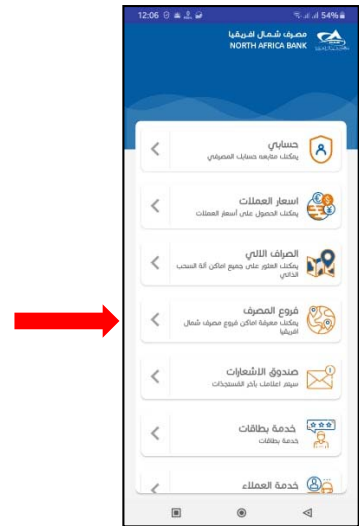 12:06
54%
مصرف شمال افريقيا
NORTH AFRICA BANK
حسابي
يمكنك متابعه حسابك المصرفي
اسعار العملات
يمكنك الحصول على أسعار العملات
الصراف الالي
يمكنك العثور على جميع اماكن آلة السحب
الذاتي
فروع المصرف
يمكنك معرفة اماكن فروع مصرف شمال
افريقيا
صندوق الاشعارات
سيتم اعلامك بآخر المستجدات
خدمة بطاقات
خدمة بطاقات
خدمة العملاء